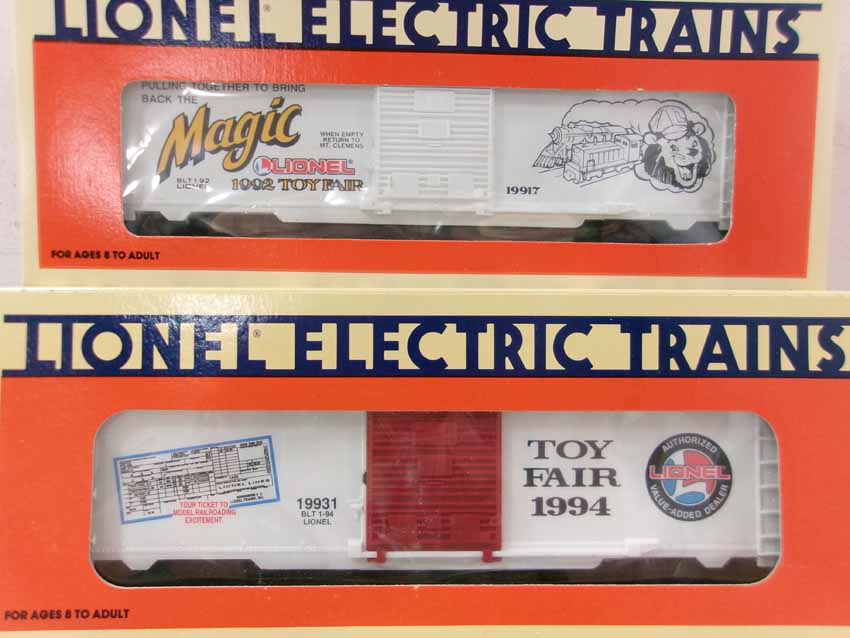 LIONEL® ELECTRIC TRAINS
PULLING TOGETHER TO BRING
BACK THE
Magic
WHEN EMPTY
RETURN TO
MT. CLEMENS
BLT 1-92
LIONEL
LIONEL
1992 TOY FAIR
19917
FOR AGES 8 TO ADULT
LIONEL® ELECTRIC TRAINS
LIONEL LINES
YOUR TICKET TO
MODEL RAILROADING
EXCITEMENT
19931
BLT 1-94
LIONEL
TOY
FAIR
1994
AUTHORIZED
LIONEL
VALUE-ADDED DEALER
FOR AGES 8 TO ADULT